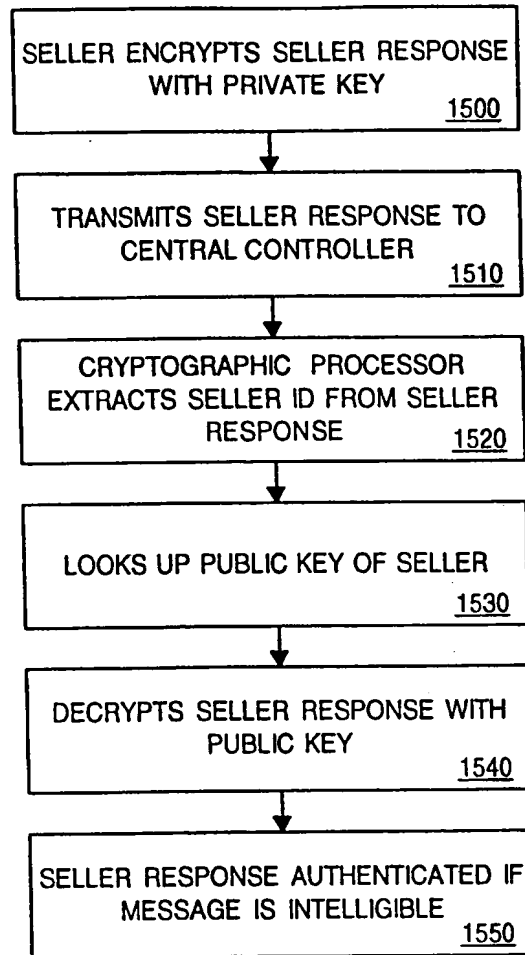 SELLER ENCRYPTS SELLER RESPONSE
WITH PRIVATE KEY
1500
TRANSMITS SELLER RESPONSE TO
CENTRAL CONTROLLER
1510
CRYPTOGRAPHIC PROCESSOR
EXTRACTS SELLER ID FROM SELLER
RESPONSE
1520
LOOKS UP PUBLIC KEY OF SELLER
1530
DECRYPTS SELLER RESPONSE WITH
PUBLIC KEY
1540
SELLER RESPONSE AUTHENTICATED IF
MESSAGE IS INTELLIGIBLE
1550